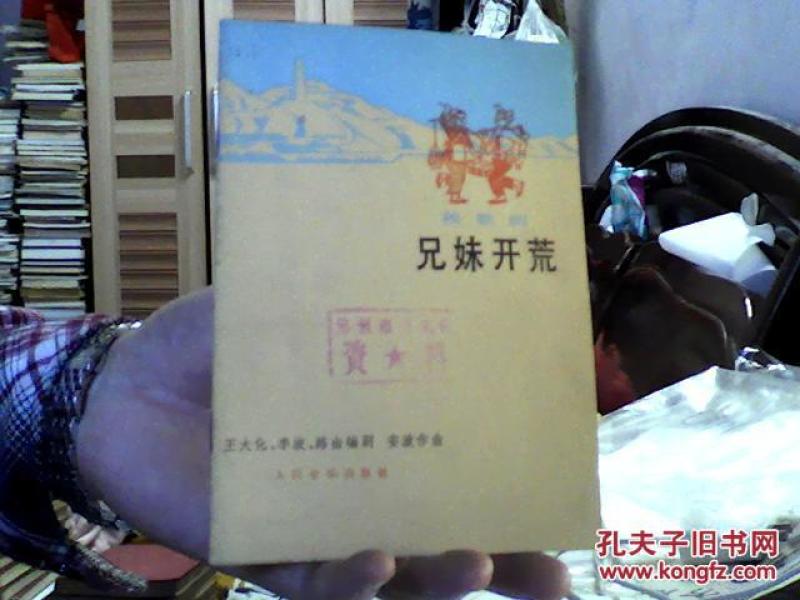 秧歌剧
兄妹开荒
资★
王大化、李波、路由编剧 安波作曲
人民音乐出版社
孔夫子旧书网
www.kongfz.com